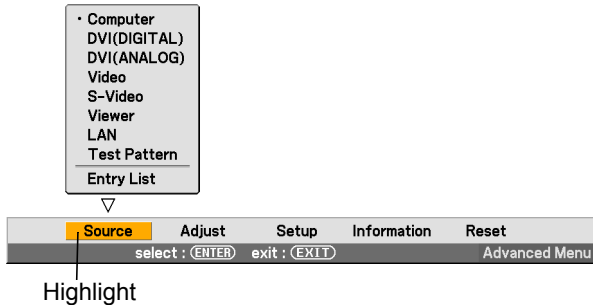 · Computer
DVI(DIGITAL)
DVI(ANALOG)
Video
S-Video
Viewer
LAN
Test Pattern
Entry List
Source Adjust Setup Information Reset
select : ENTER exit : EXIT Advanced Menu
Highlight